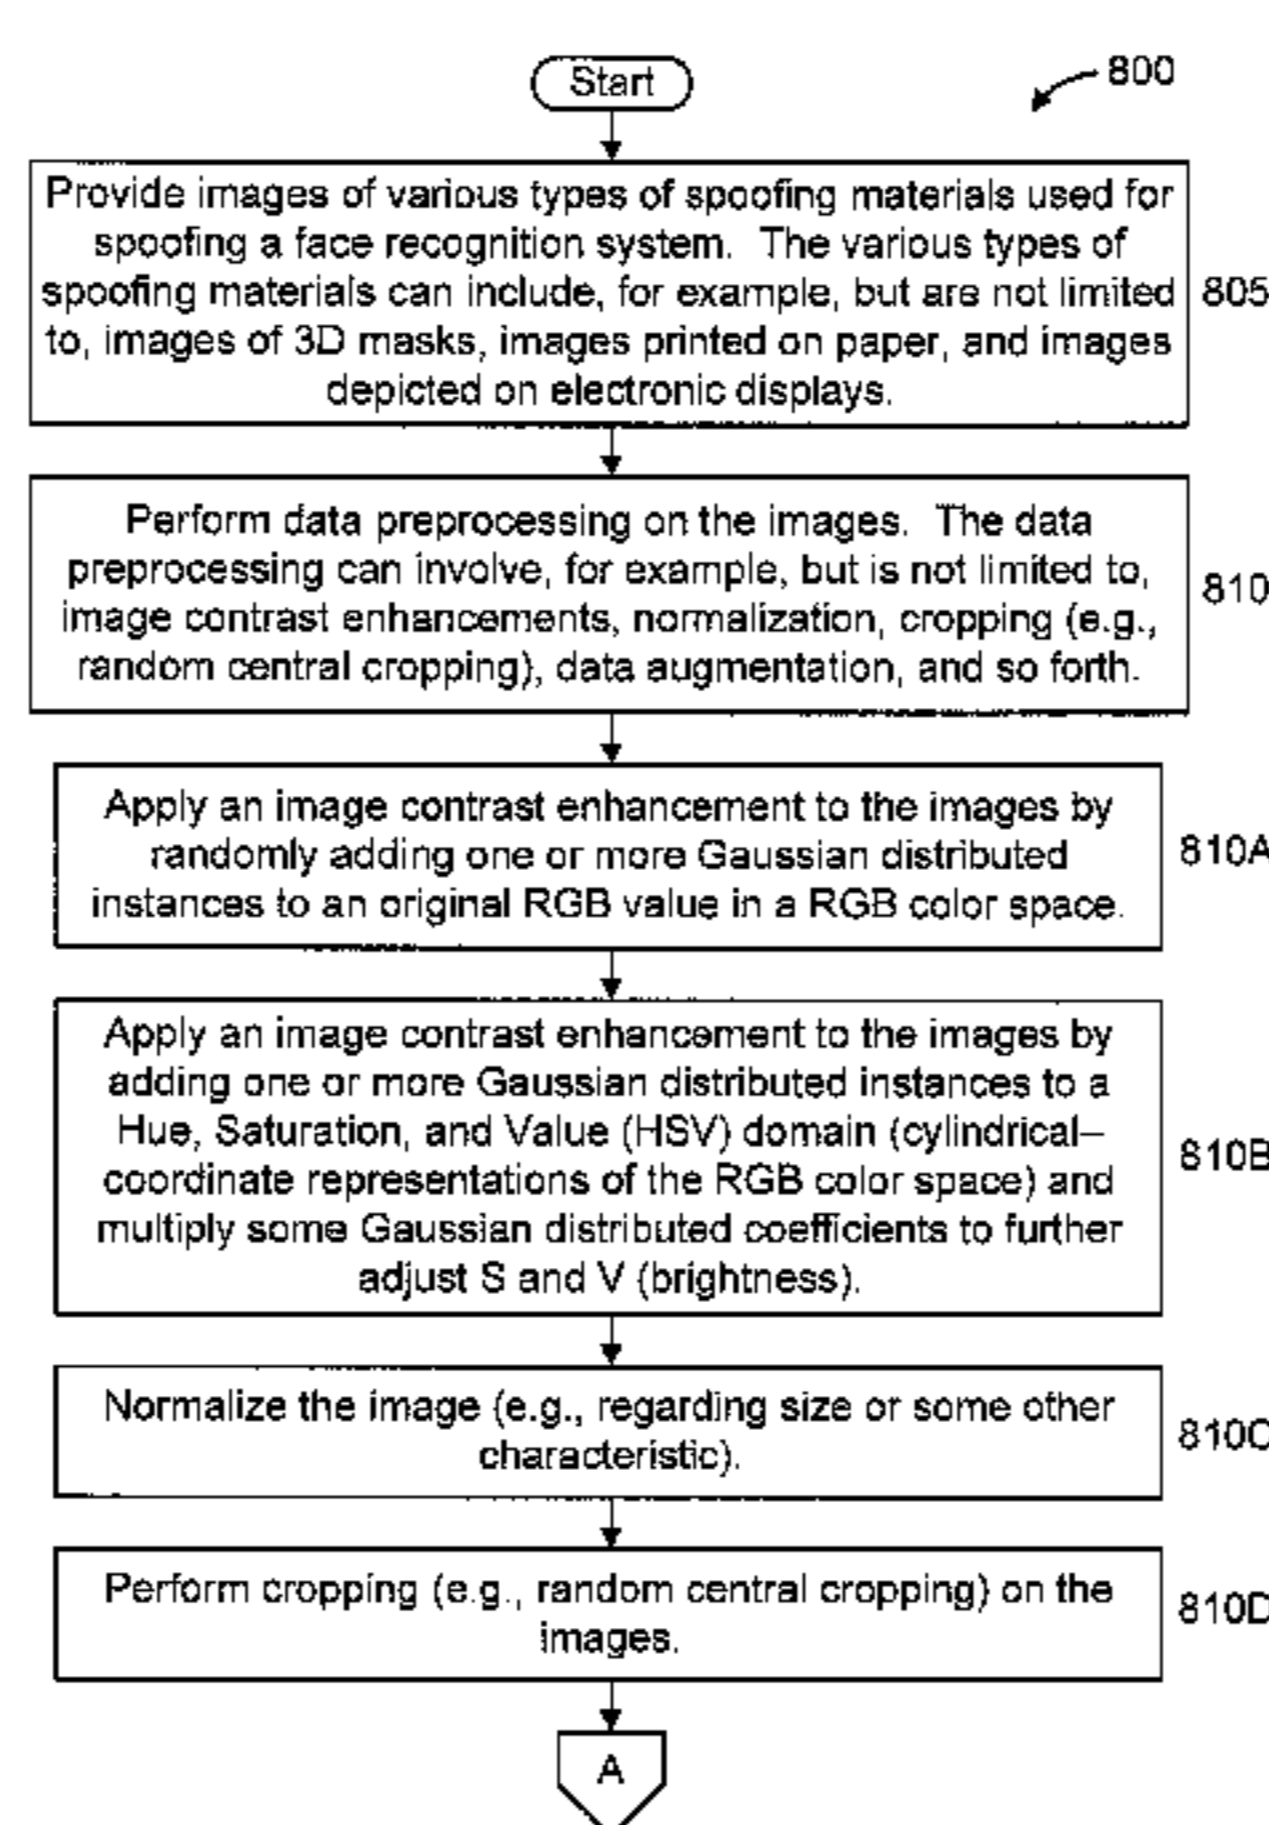 Start
800
Provide images of various types of spoofing materials used for
spoofing a face recognition system. The various types of
spoofing materials can include, for example, but are not limited
to, images of 3D masks, images printed on paper, and images
depicted on electronic displays.
805
Perform data preprocessing on the images. The data
preprocessing can involve, for example, but is not limited to,
image contrast enhancements, normalization, cropping (e.g.,
random central cropping), data augmentation, and so forth.
810
Apply an image contrast enhancement to the images by
randomly adding one or more Gaussian distributed
instances to an original RGB value in a RGB color space.
810A
Apply an image contrast enhancement to the images by
adding one or more Gaussian distributed instances to a
Hue, Saturation, and Value (HSV) domain (cylindrical–
coordinate representations of the RGB color space) and
multiply some Gaussian distributed coefficients to further
adjust S and V (brightness).
810B
Normalize the image (e.g., regarding size or some other
characteristic).
810C
Perform cropping (e.g., random central cropping) on the
images.
810D
A